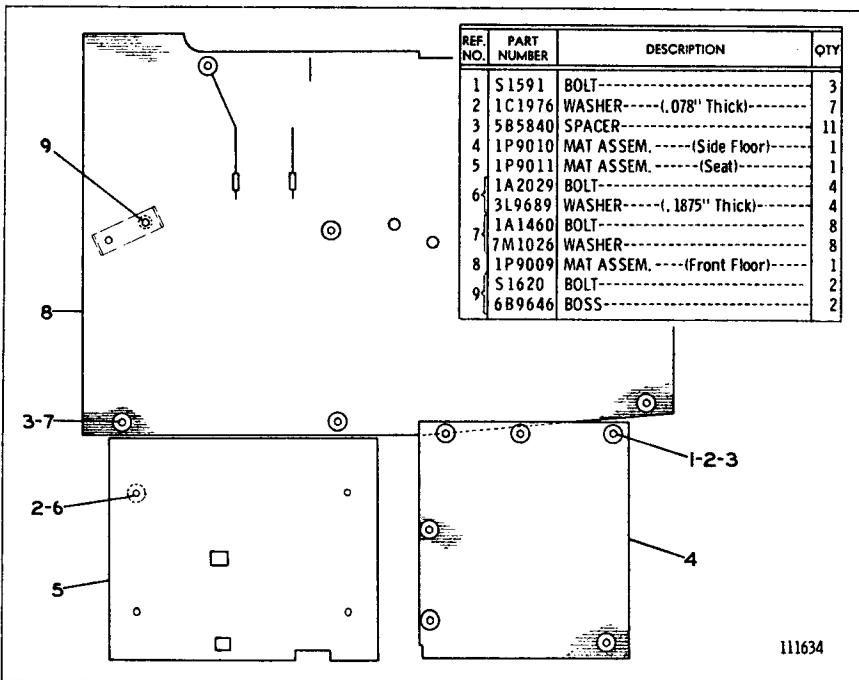 REF. NO. PART NUMBER DESCRIPTION QTY
1 S1591 BOLT----------------------- 3
2 1C1976 WASHER-----(.078" Thick)------- 7
3 5B5840 SPACER--------------------- 11
4 1P9010 MAT ASSEM. -----(Side Floor)----- 1
5 1P9011 MAT ASSEM. ------(Seat)-------- 1
6{ 1A2029 BOLT----------------------- 4
3L9689 WASHER----(.1875" Thick)------ 4
7{ 1A1460 BOLT----------------------- 8
7M1026 WASHER--------------------- 8
8 1P9009 MAT ASSEM. ----(Front Floor)----- 1
9{ S1620 BOLT----------------------- 2
6B9646 BOSS----------------------- 2
9
8
3-7
1-2-3
2-6
4
5
111634